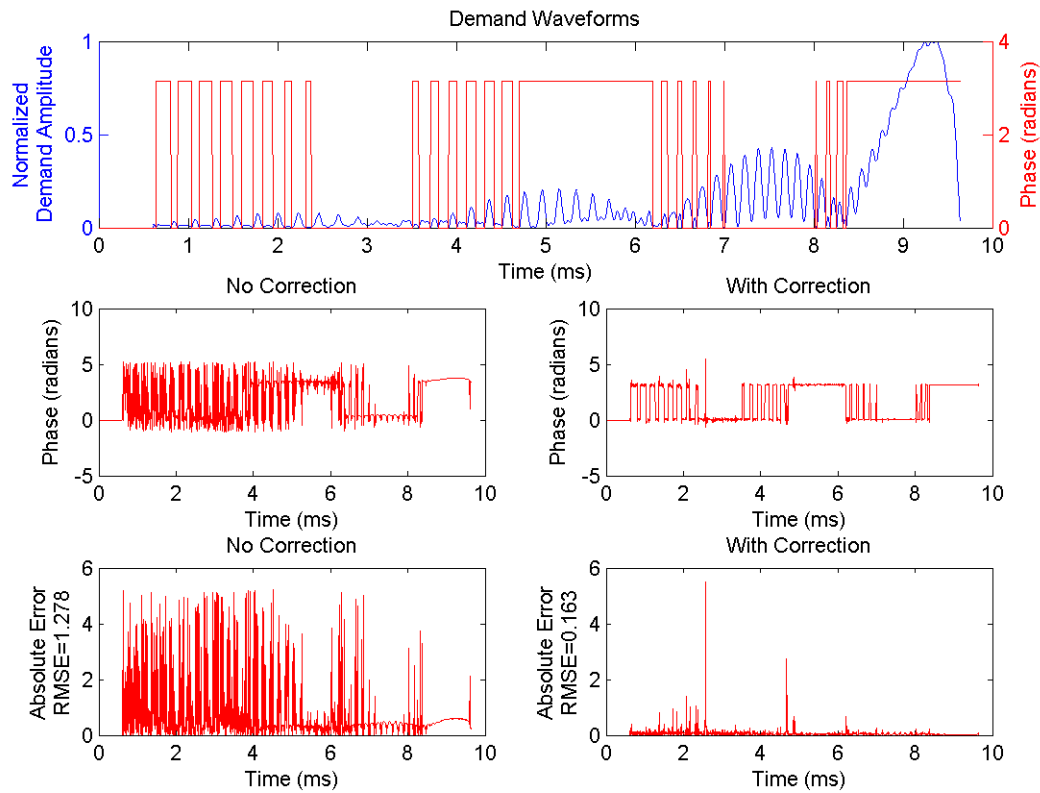 Demand Waveforms
Normalized
Demand Amplitude
1
0.5
0
4
2
0
Phase (radians)
0 1 2 3 4 5 6 7 8 9 10
Time (ms)
No Correction
Phase (radians)
10
5
0
-5
0 2 4 6 8 10
Time (ms)
With Correction
Phase (radians)
10
5
0
-5
0 2 4 6 8 10
Time (ms)
No Correction
Absolute Error
RMSE=1.278
6
4
2
0
0 2 4 6 8 10
Time (ms)
With Correction
Absolute Error
RMSE=0.163
6
4
2
0
0 2 4 6 8 10
Time (ms)